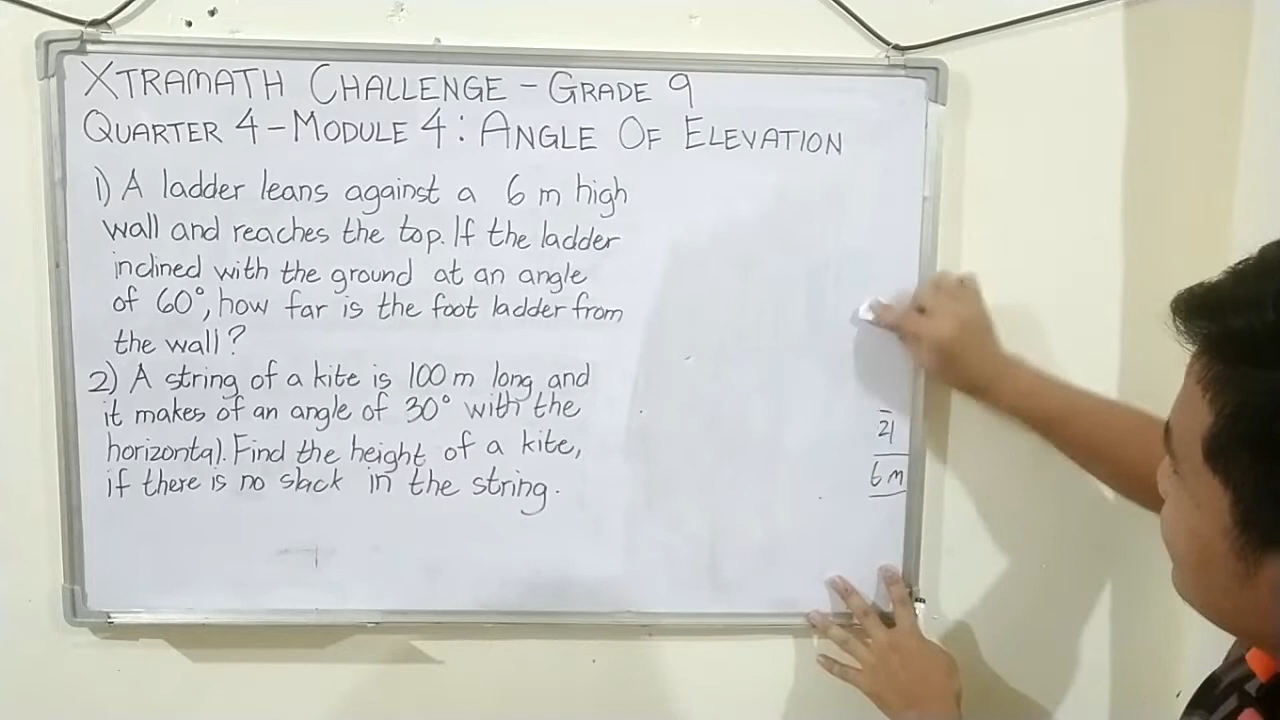 XTRAMATH CHALLENGE - GRADE 9
QUARTER 4 - MODULE 4 : ANGLE OF ELEVATION
1) A ladder leans against a 6 m high
wall and reaches the top. If the ladder
inclined with the ground at an angle
of 60°, how far is the foot ladder from
the wall?
2) A string of a kite is 100 m long and
it makes of an angle of 30° with the
horizontal. Find the height of a kite,
if there is no slack in the string.
6 m